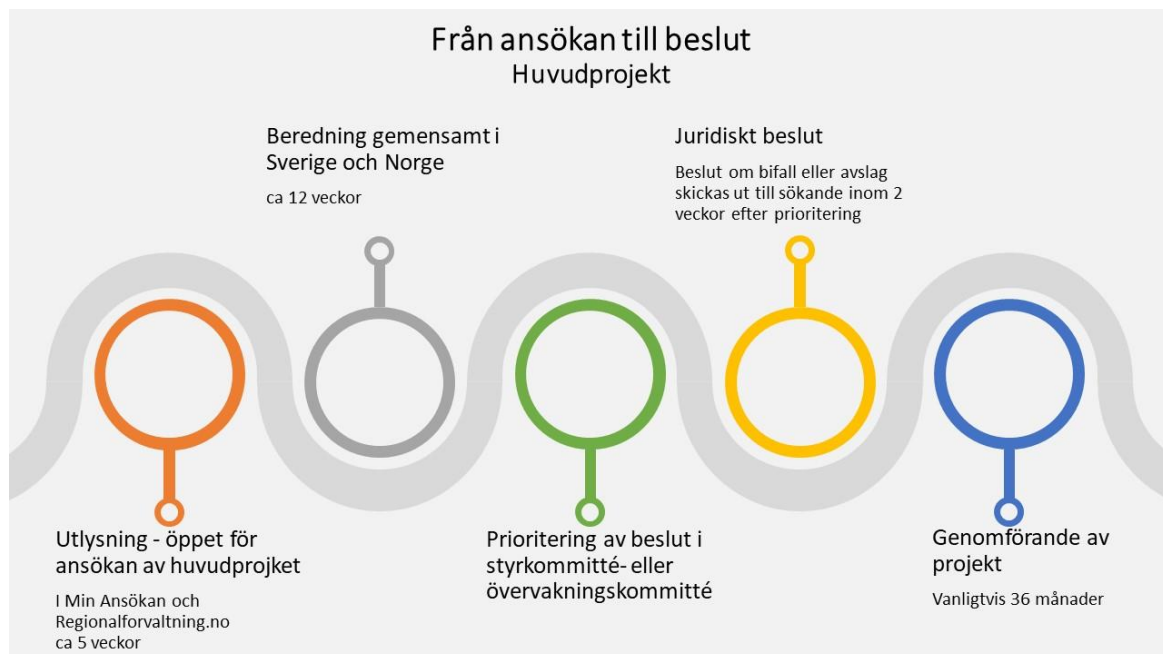 Från ansökan till beslut
Huvudprojekt
Beredning gemensamt i
Sverige och Norge
ca 12 veckor
Juridiskt beslut
Beslut om bifall eller avslag
skickas ut till sökande inom 2
veckor efter prioritering
Utlysning - öppet för
ansökan av huvudprojket
I Min Ansökan och
Regionalforvaltning.no
ca 5 veckor
Prioritering av beslut i
styrkommitté- eller
övervakningskommitté
Genomförande av
projekt
Vanligtvis 36 månader